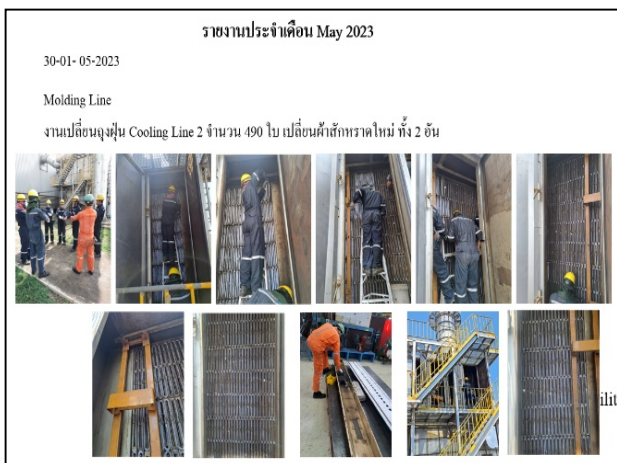 รายงานประจำเดือน May 2023
30-01- 05-2023
Molding Line
งานเปลี่ยนถุงฝุ่น Cooling Line 2 จำนวน 490 ใบ เปลี่ยนผ้าสักหราดใหม่ ทั้ง 2 อัน
ilit